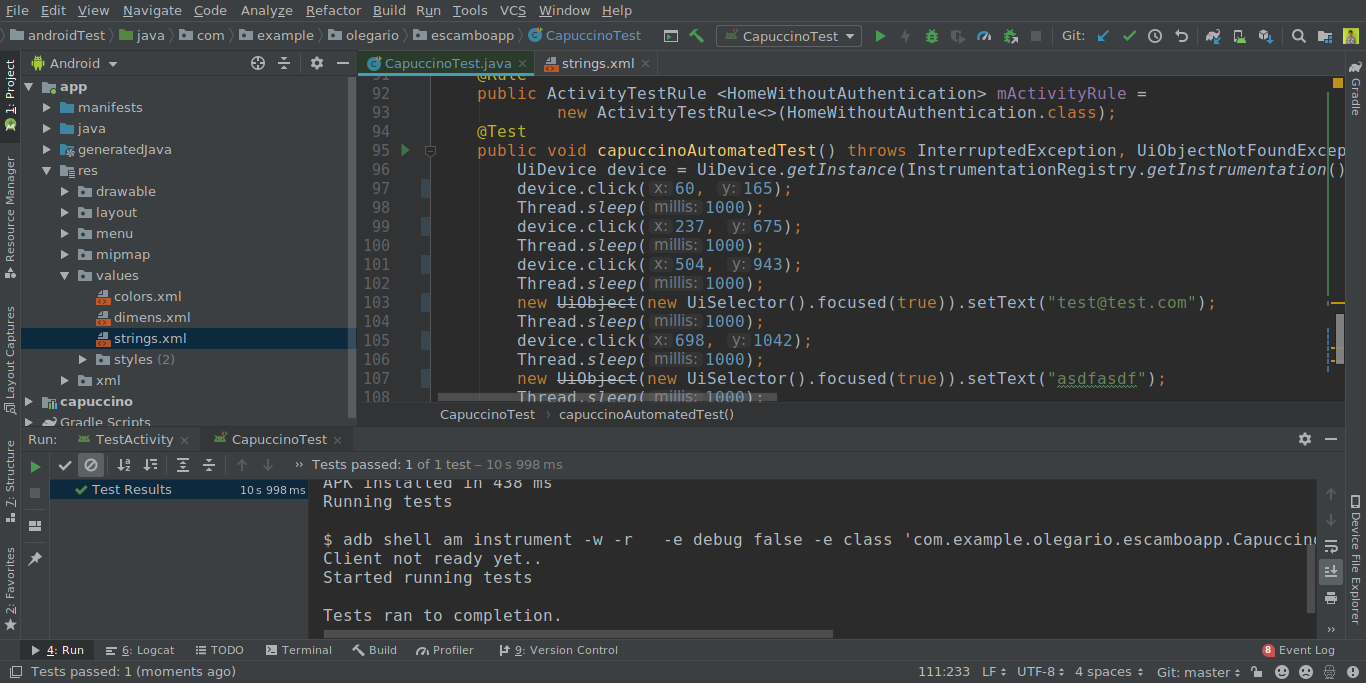 File Edit View Navigate Code Analyze Refactor Build Run Tools VCS Window Help
androidTest java com example olegario escamboapp CapuccinoTest CapuccinoTest Git:
1: Project
Resource Manager
Layout Captures
7: Structure
2: Favorites
Android
app
manifests
java
generatedJava
res
drawable
layout
menu
mipmap
values
colors.xml
dimens.xml
strings.xml
styles (2)
xml
capuccino
Gradle Scripts
CapuccinoTest.java × strings.xml ×
91 @Rule
92 public ActivityTestRule <HomeWithoutAuthentication> mActivityRule =
93 new ActivityTestRule<>(HomeWithoutAuthentication.class);
94 @Test
95 public void capuccinoAutomatedTest() throws InterruptedException, UiObjectNotFoundExcep
96 UiDevice device = UiDevice.getInstance(InstrumentationRegistry.getInstrumentation()
97 device.click( x: 60, y: 165);
98 Thread.sleep( millis: 1000);
99 device.click( x: 237, y: 675);
100 Thread.sleep( millis: 1000);
101 device.click( x: 504, y: 943);
102 Thread.sleep( millis: 1000);
103 new UiObject(new UiSelector().focused(true)).setText("test@test.com");
104 Thread.sleep( millis: 1000);
105 device.click( x: 698, y: 1042);
106 Thread.sleep( millis: 1000);
107 new UiObject(new UiSelector().focused(true)).setText("asdfasdf");
108 Thread.sleep( millis: 1000);
CapuccinoTest › capuccinoAutomatedTest()
Gradle
Device File Explorer
Run: TestActivity × CapuccinoTest ×
» Tests passed: 1 of 1 test – 10 s 998 ms
Test Results 10 s 998 ms
APK installed in 438 ms
Running tests
$ adb shell am instrument -w -r -e debug false -e class 'com.example.olegario.escamboapp.Capuccino
Client not ready yet..
Started running tests
Tests ran to completion.
4: Run 6: Logcat TODO Terminal Build Profiler 9: Version Control 8 Event Log
Tests passed: 1 (moments ago) 111:233 LF UTF-8 4 spaces Git: master